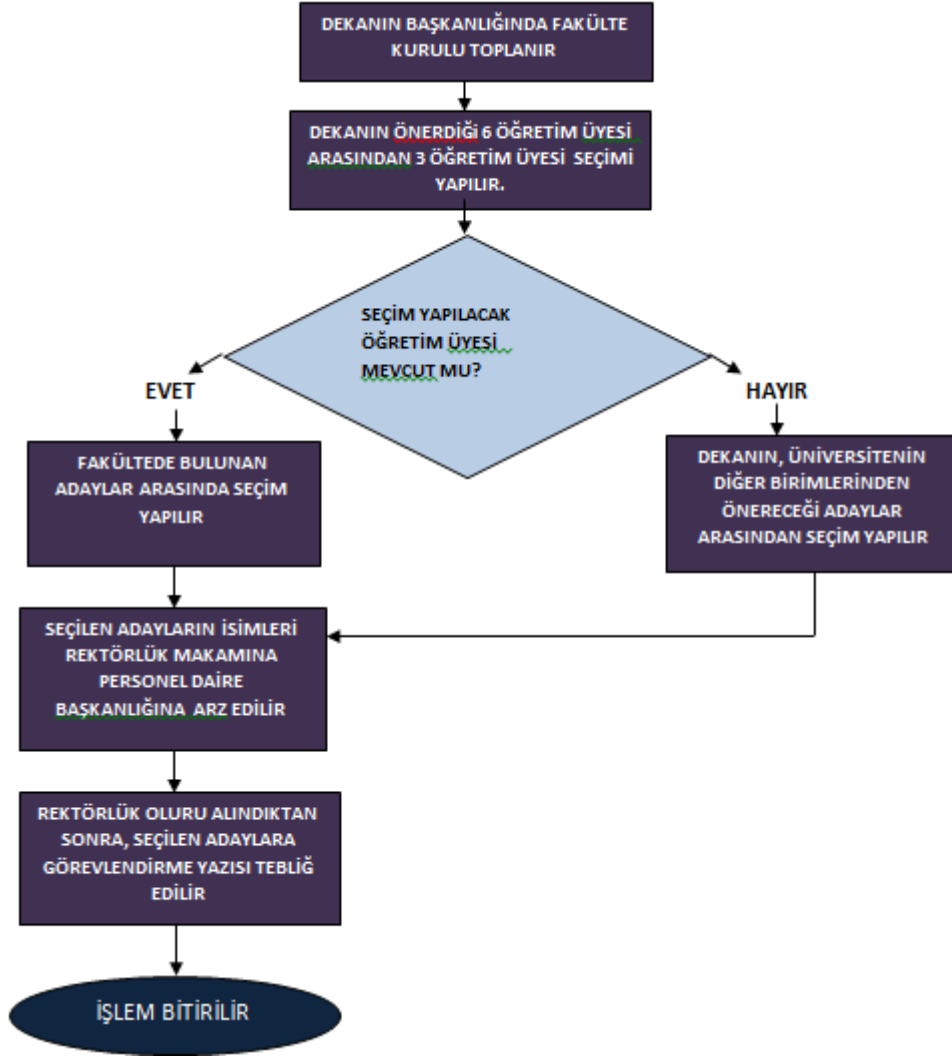 DEKANIN BAŞKANLIĞINDA FAKÜLTE
KURULU TOPLANIR
DEKANIN ÖNERDİĞİ 6 ÖĞRETİM ÜYESİ
ARASINDAN 3 ÖĞRETİM ÜYESİ SEÇİMİ
YAPILIR.
SEÇİM YAPILACAK
ÖĞRETİM ÜYESİ
MEVCUT MU?
EVET
HAYIR
FAKÜLTEDE BULUNAN
ADAYLAR ARASINDA SEÇİM
YAPILIR
DEKANIN, ÜNİVERSİTENİN
DİĞER BİRİMLERİNDEN
ÖNERECEĞİ ADAYLAR
ARASINDAN SEÇİM YAPILIR
SEÇİLEN ADAYLARIN İSİMLERİ
REKTÖRLÜK MAKAMINA
PERSONEL DAİRE
BAŞKANLIĞINA ARZ EDİLİR
REKTÖRLÜK OLURU ALINDIKTAN
SONRA, SEÇİLEN ADAYLARA
GÖREVLENDİRME YAZISI TEBLİĞ
EDİLİR
İŞLEM BİTİRİLİR